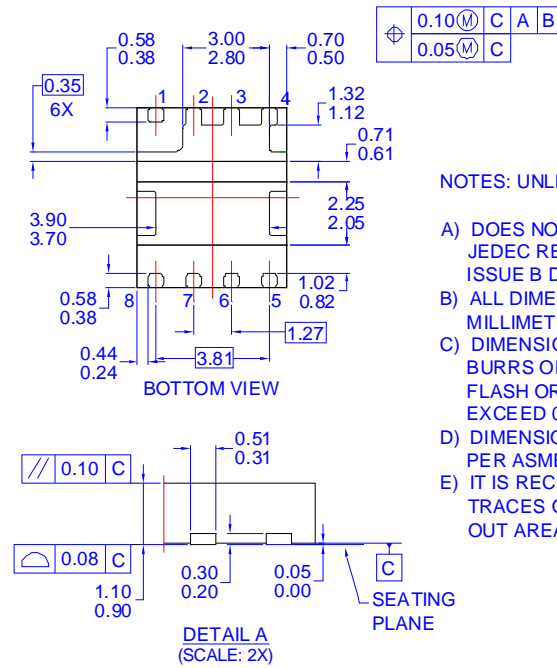 0.10 Ⓜ C A B
0.05 Ⓜ C
0.58
0.38
3.00
2.80
0.70
0.50
0.35
6X
1 2 3 4
1.32
1.12
0.71
0.61
3.90
3.70
2.25
2.05
0.58
0.38
1.02
0.82
8 7 6 5
1.27
0.44
0.24
3.81
BOTTOM VIEW
NOTES: UNL
A) DOES NO
JEDEC RE
ISSUE B D
B) ALL DIME
MILLIMET
C) DIMENSIO
BURRS O
FLASH OR
EXCEED 0
D) DIMENSIO
PER ASME
E) IT IS REC
TRACES O
OUT AREA
0.51
0.31
// 0.10 C
0.08 C
1.10
0.90
0.30
0.20
0.05
0.00
C
SEATING
PLANE
DETAIL A
(SCALE: 2X)